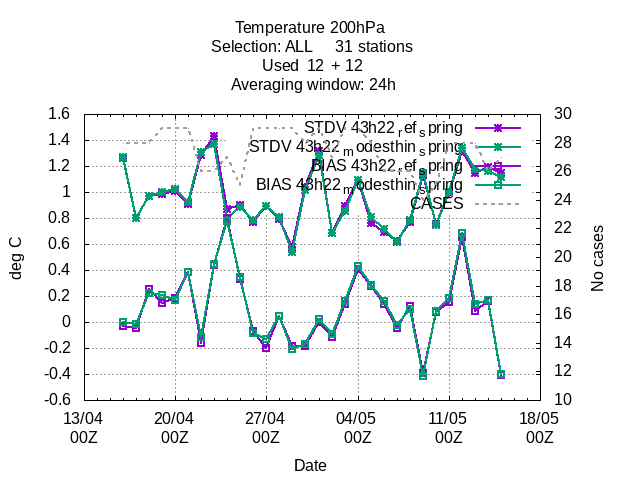 Temperature 200hPa
Selection: ALL 31 stations
Used 12 + 12
Averaging window: 24h
STDV 43h22_ref_spring
STDV 43h22_modesthin_spring
BIAS 43h22_ref_spring
BIAS 43h22_modesthin_spring
CASES
deg C
No cases
1.6
1.4
1.2
1
0.8
0.6
0.4
0.2
0
-0.2
-0.4
-0.6
30
28
26
24
22
20
18
16
14
12
10
13/04 20/04 27/04 04/05 11/05 18/05
00Z 00Z 00Z 00Z 00Z 00Z
Date